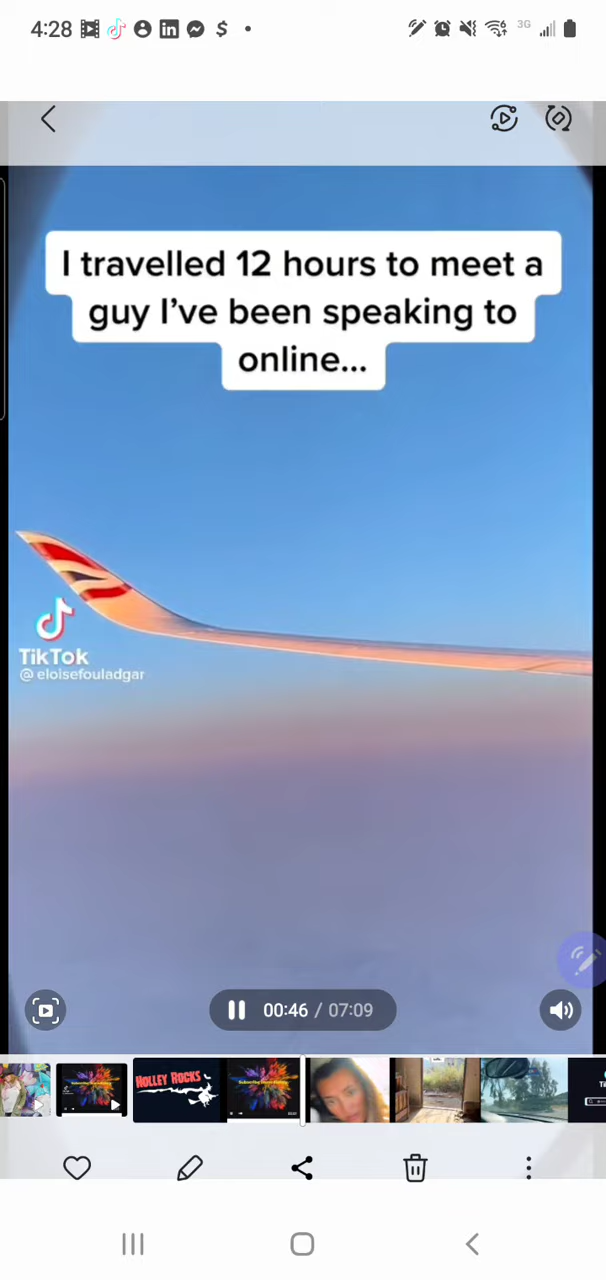 4:28
3G
I travelled 12 hours to meet a
guy I've been speaking to
online...
TikTok
@eloisefouladgar
00:46 / 07:09
HOLLEY ROCKS